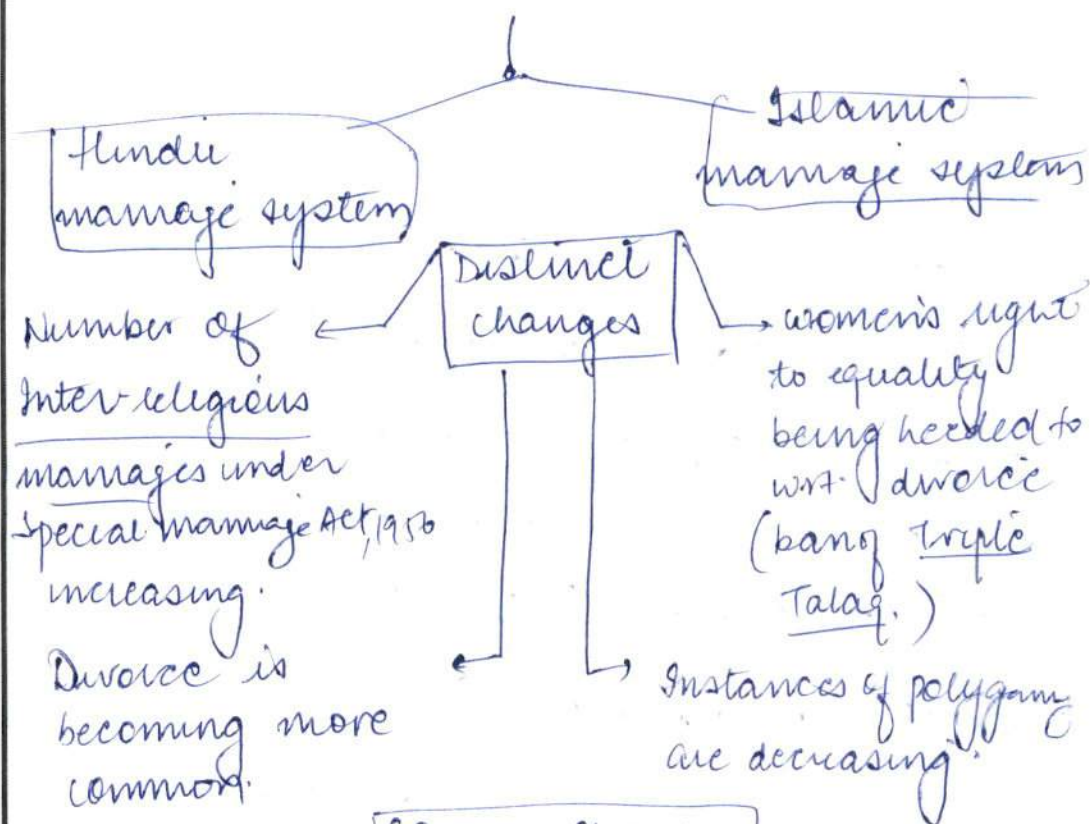 Hindu
marriage system
Islamic
marriage system
Distinct
changes
Number of
Inter-religious
marriages under
Special Marriage Act, 1956
increasing.
Divorce is
becoming more
common.
women's right
to equality
being heeded to
w.r.t. divorce
(ban of Triple
Talaq.)
Instances of polygamy
are decreasing.